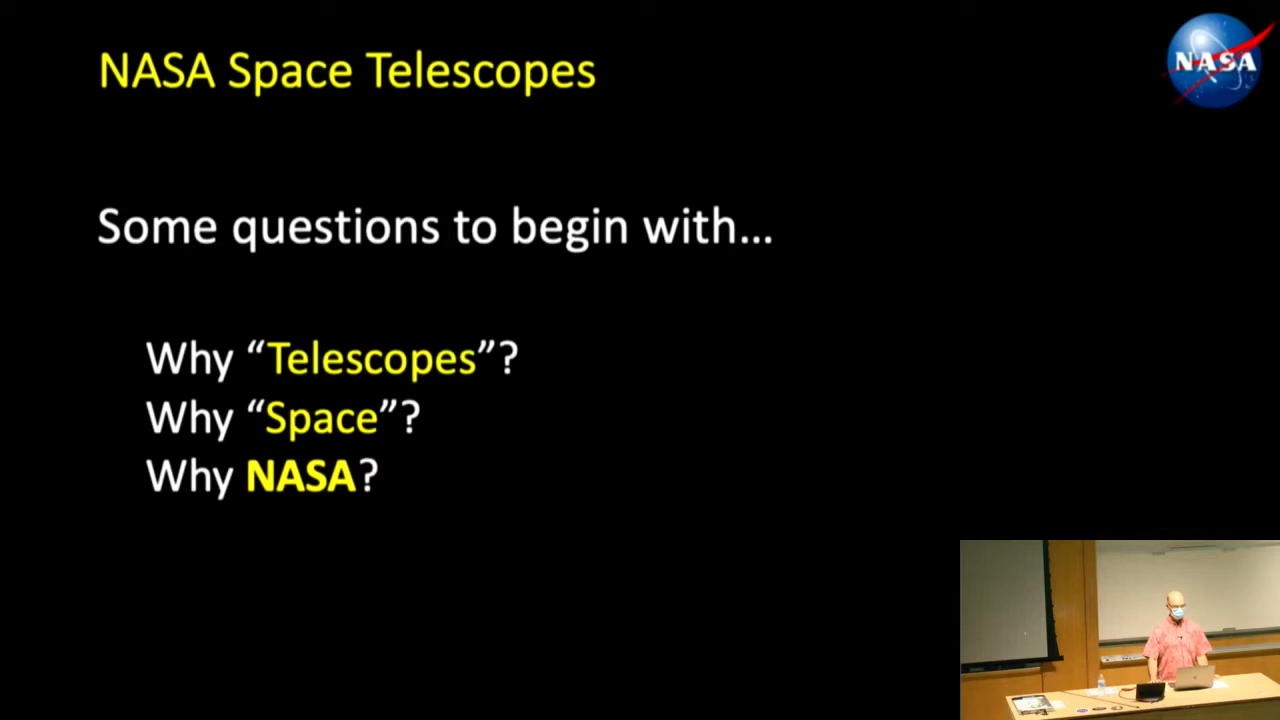 NASA Space Telescopes
NASA
Some questions to begin with…
Why “Telescopes”?
Why “Space”?
Why NASA?